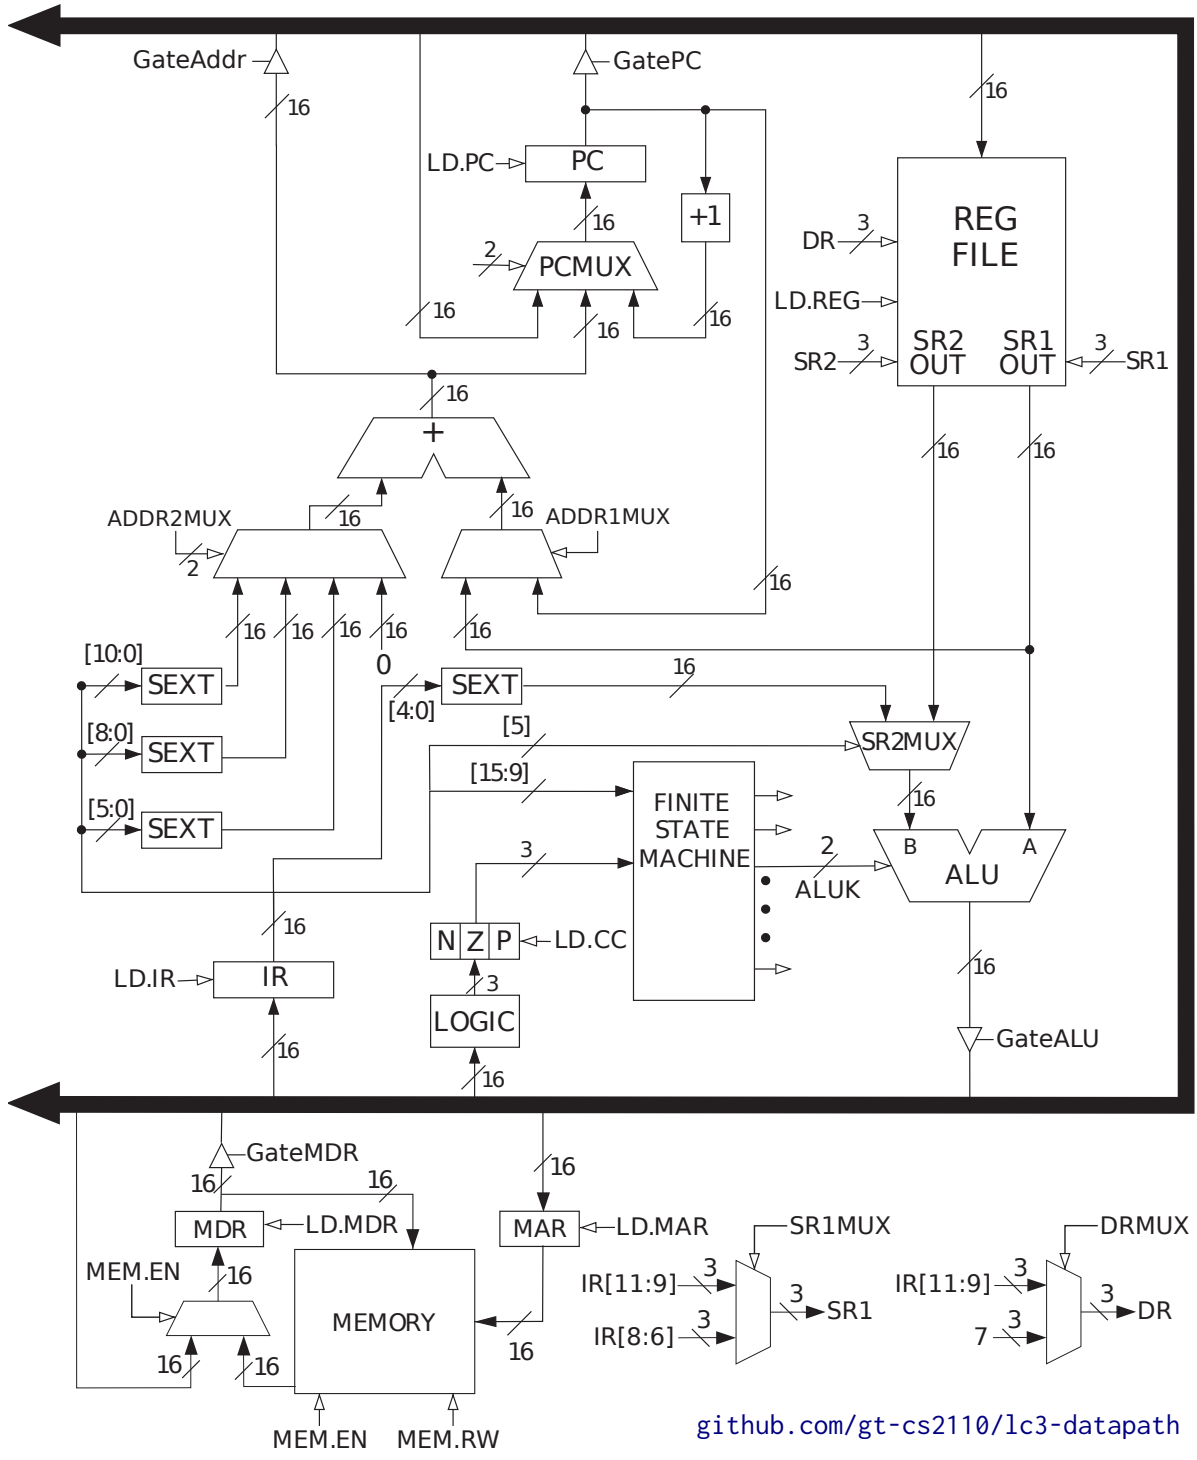 GateAddr
GatePC
16
16
LD.PC
PC
16
+1
2
PCMUX
16
16
16
REG
FILE
DR
3
LD.REG
SR2
3
SR2
OUT
SR1
OUT
3
SR1
16
+
16
16
16
16
ADDR2MUX
2
ADDR1MUX
16
16
16
16
16
16
0
[10:0]
SEXT
[8:0]
SEXT
[5:0]
SEXT
[4:0]
SEXT
16
[5]
SR2MUX
[15:9]
16
FINITE
STATE
MACHINE
3
2
ALUK
B
A
ALU
16
N Z P
LD.CC
LD.IR
IR
3
16
LOGIC
16
16
GateALU
GateMDR
16
16
16
MDR
LD.MDR
MAR
LD.MAR
MEM.EN
16
MEMORY
16
16
16
MEM.EN
MEM.RW
SR1MUX
IR[11:9]
3
3
SR1
IR[8:6]
3
DRMUX
IR[11:9]
3
3
DR
7
3
github.com/gt-cs2110/lc3-datapath